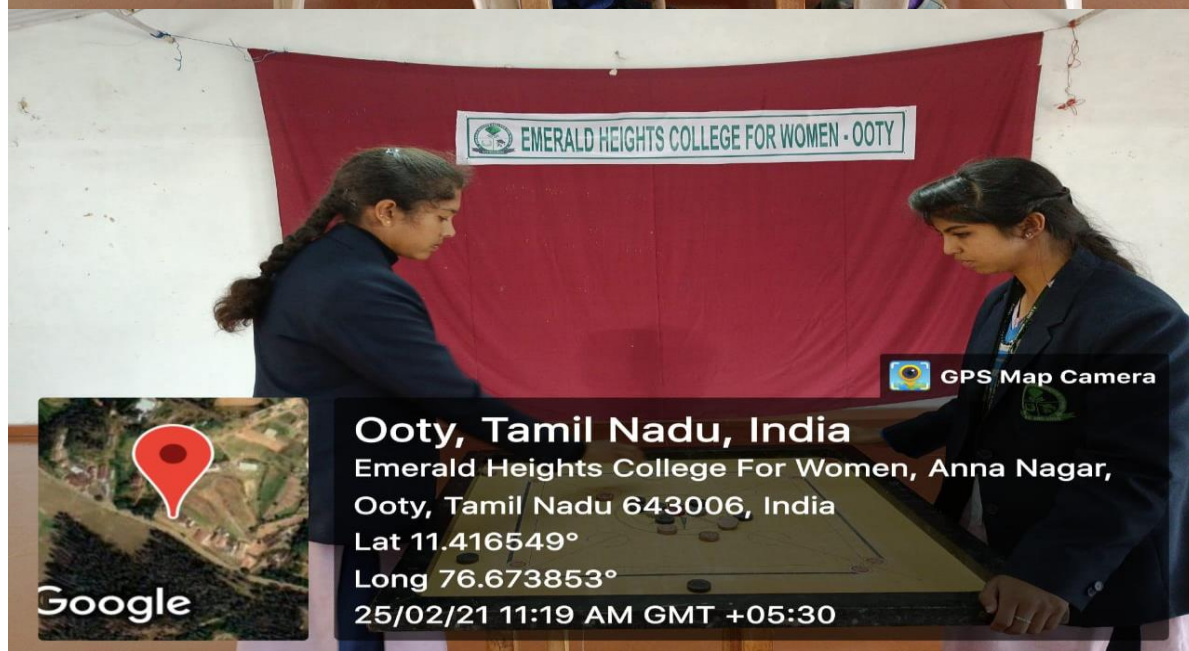 EMERALD HEIGHTS COLLEGE FOR WOMEN - OOTY
GPS Map Camera
Ooty, Tamil Nadu, India
Emerald Heights College For Women, Anna Nagar,
Ooty, Tamil Nadu 643006, India
Lat 11.416549°
Long 76.673853°
25/02/21 11:19 AM GMT +05:30
Google